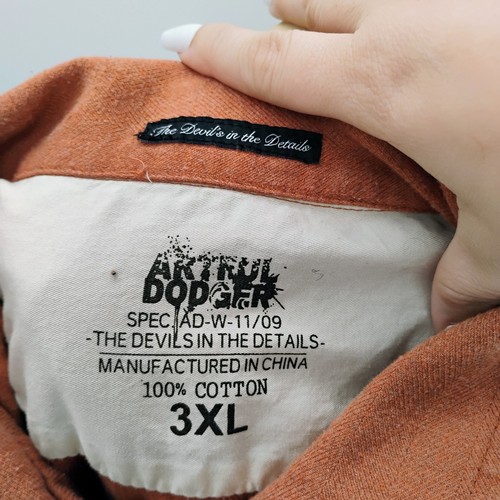 The Devil's in the Details
ARTFUL
DODGER
SPEC. AD-W-11/09
-THE DEVILS IN THE DETAILS-
MANUFACTURED IN CHINA
100% COTTON
3XL